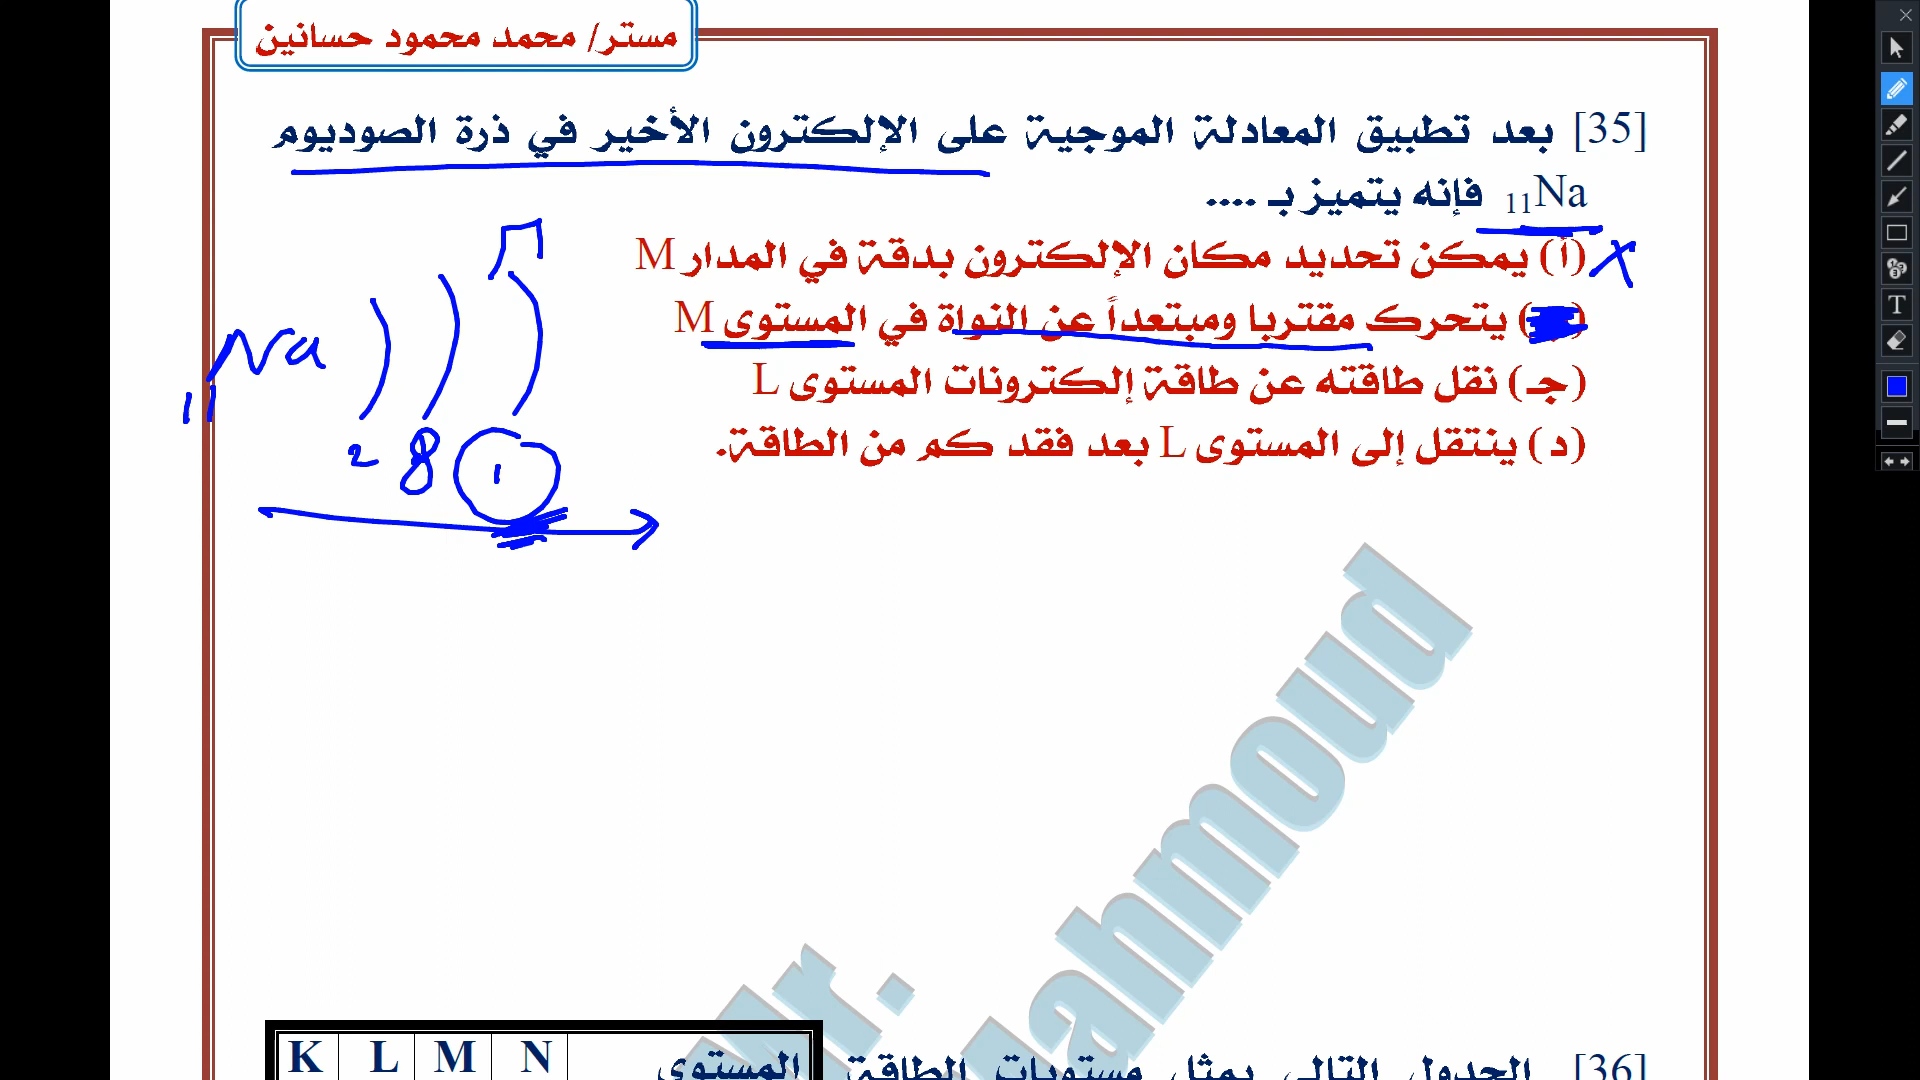 مستر/ محمد محمود حسانين
[35] بعد تطبيق المعادلة الموجية على الإلكترون الأخير في ذرة الصوديوم
₁₁Na فإنه يتميز بـ ....
(أ) يمكن تحديد مكان الإلكترون بدقة في المدار M
يتحرك مقتربا ومبتعداً عن النواة في المستوى M
(جـ) نقل طاقته عن طاقة إلكترونات المستوى L
(د) ينتقل إلى المستوى L بعد فقد كم من الطاقة.
₁₁Na
2 8 1
Mr.
Mahmoud
K L M N
[36] الجدول التالي يمثل مستويات الطاقة المستوى
T